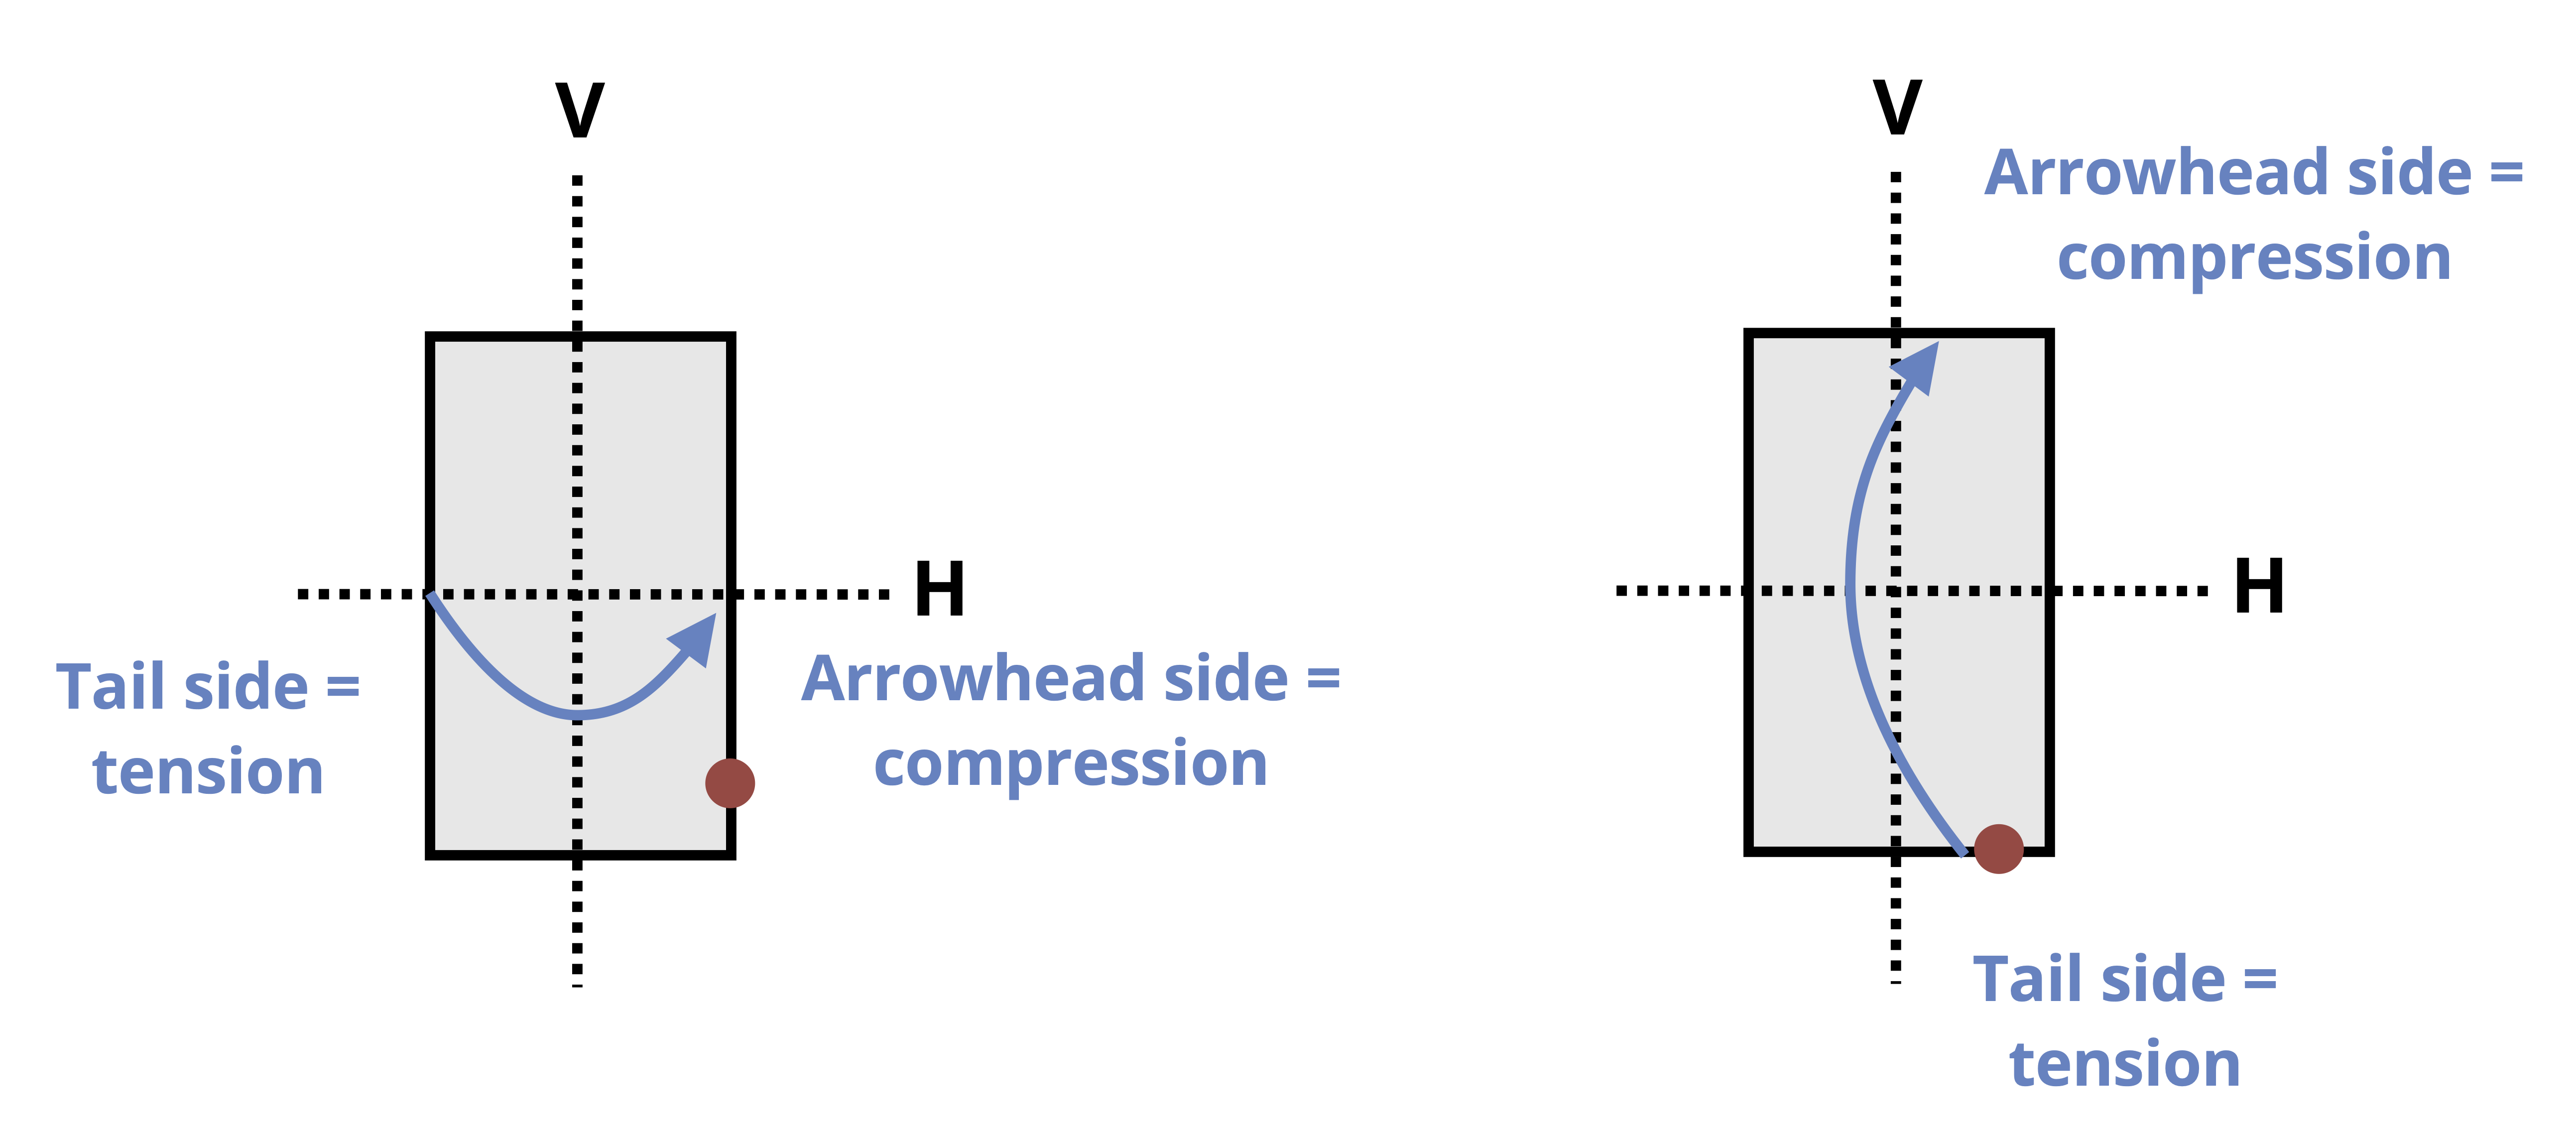 V
H
Tail side =
tension
Arrowhead side =
compression
V
Arrowhead side =
compression
H
Tail side =
tension